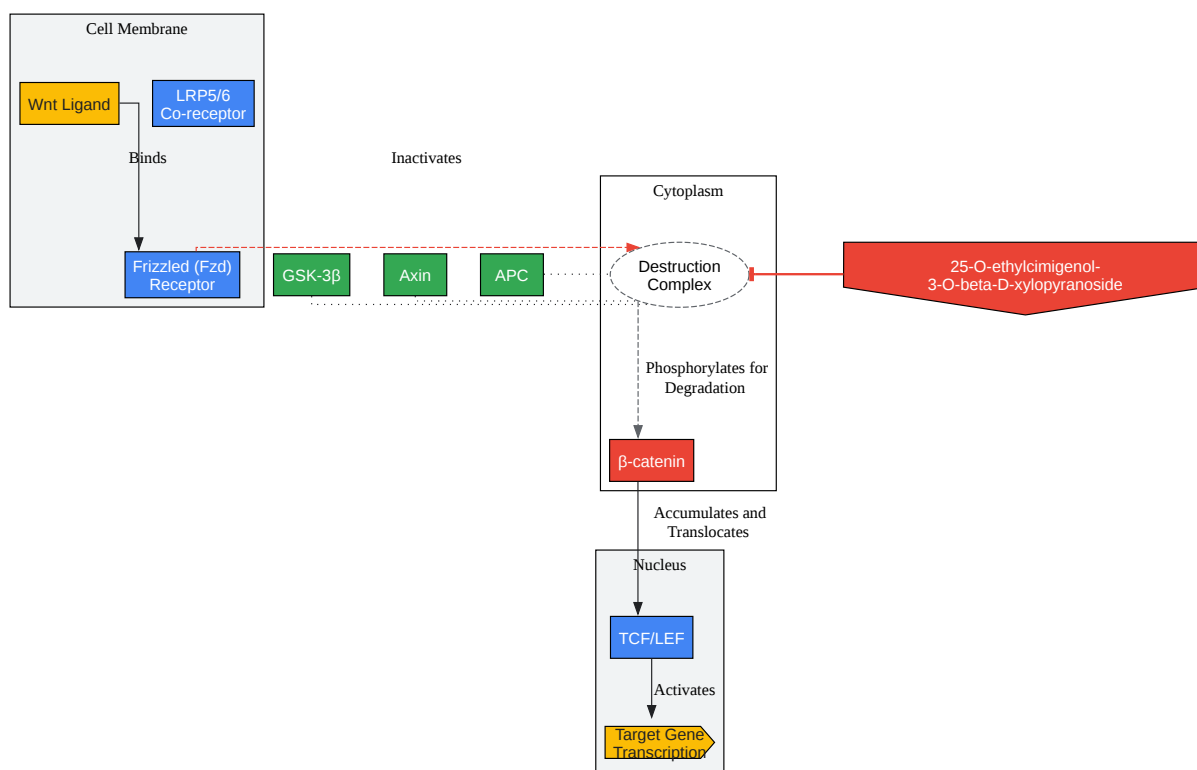 Cell Membrane
Wnt Ligand
LRP5/6
Co-receptor
Binds
Inactivates
Cytoplasm
Frizzled (Fzd)
Receptor
GSK-3β
Axin
APC
Destruction
Complex
25-O-ethylcimigenol-
3-O-beta-D-xylopyranoside
Phosphorylates for
Degradation
β-catenin
Accumulates and
Translocates
Nucleus
TCF/LEF
Activates
Target Gene
Transcription